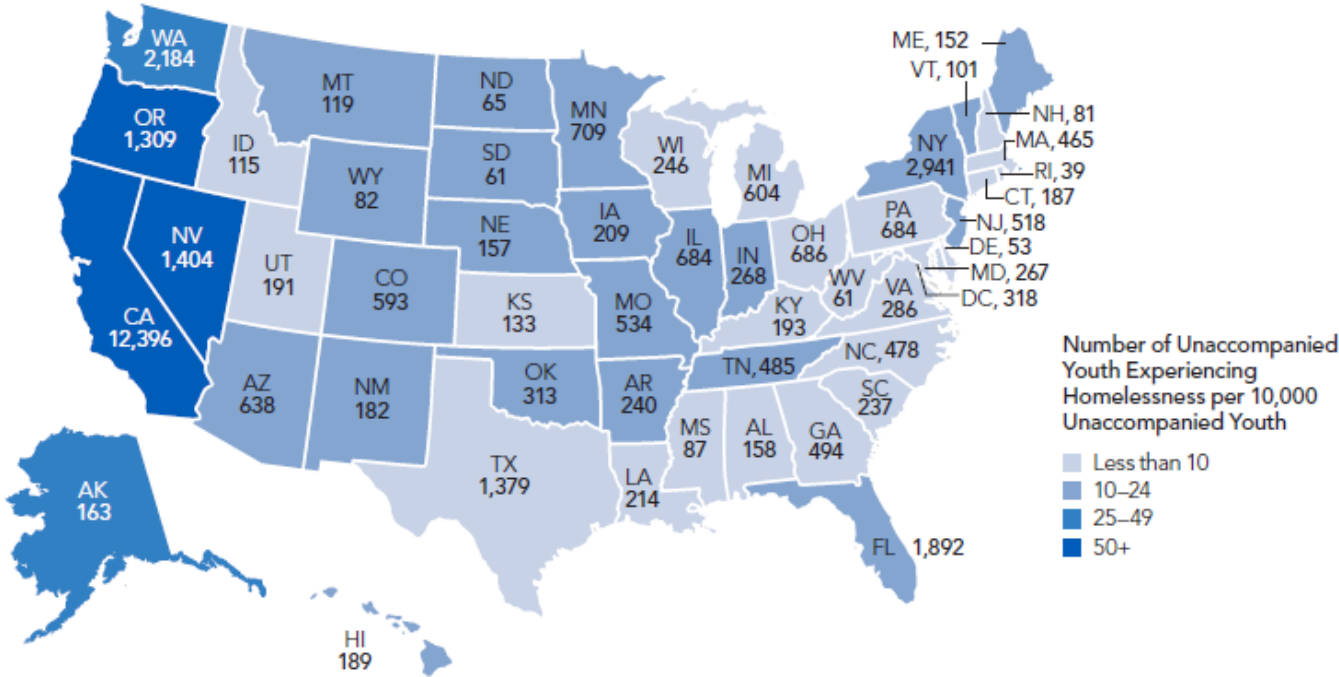 WA
2,184
OR
1,309
CA
12,396
NV
1,404
ID
115
MT
119
WY
82
UT
191
CO
593
AZ
638
NM
182
ND
65
SD
61
NE
157
KS
133
OK
313
TX
1,379
MN
709
IA
209
MO
534
AR
240
LA
214
WI
246
IL
684
MI
604
IN
268
OH
686
KY
193
TN, 485
MS
87
AL
158
GA
494
FL 1,892
SC
237
NC, 478
VA
286
WV
61
PA
684
NY
2,941
ME, 152
VT, 101
NH, 81
MA, 465
RI, 39
CT, 187
NJ, 518
DE, 53
MD, 267
DC, 318
AK
163
HI
189
Number of Unaccompanied
Youth Experiencing
Homelessness per 10,000
Unaccompanied Youth
Less than 10
10–24
25–49
50+